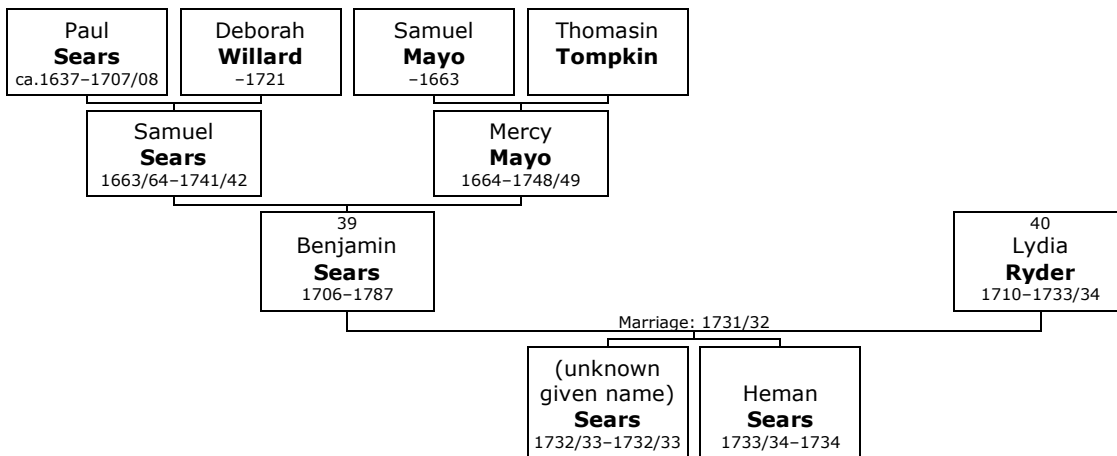 Paul
Sears
ca.1637–1707/08
Deborah
Willard
–1721
Samuel
Mayo
–1663
Thomasin
Tompkin
Samuel
Sears
1663/64–1741/42
Mercy
Mayo
1664–1748/49
39
Benjamin
Sears
1706–1787
40
Lydia
Ryder
1710–1733/34
Marriage: 1731/32
(unknown
given name)
Sears
1732/33–1732/33
Heman
Sears
1733/34–1734